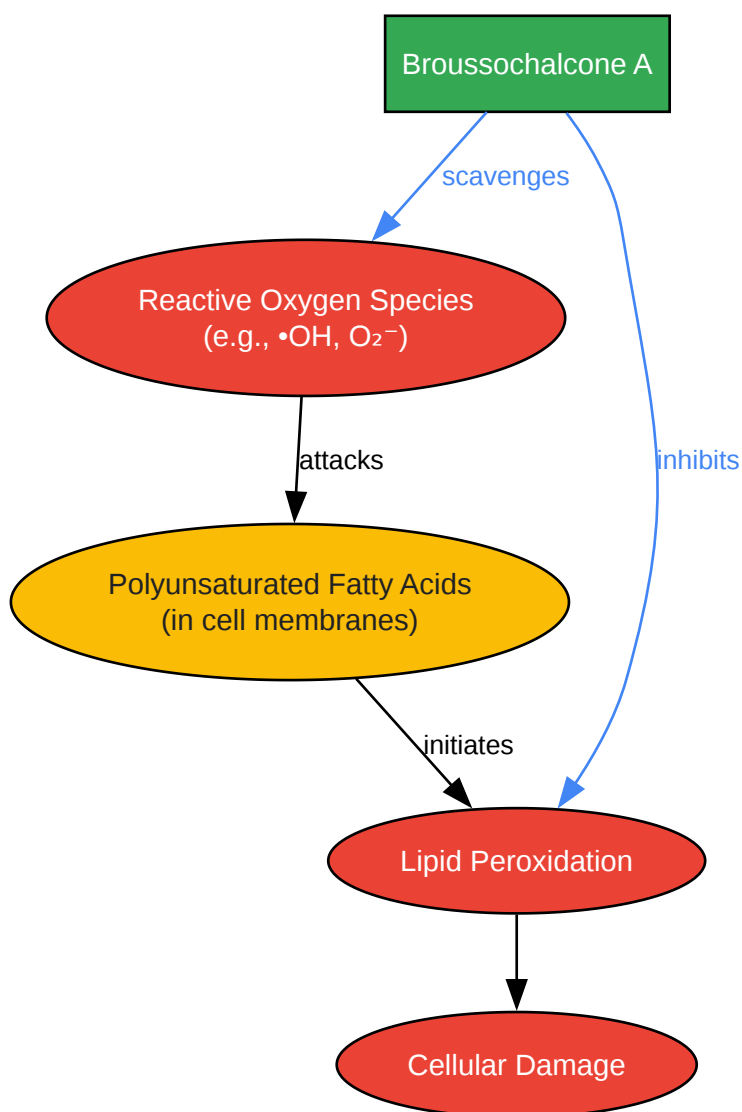 Broussochalcone A
scavenges
Reactive Oxygen Species
(e.g., •OH, O₂⁻)
attacks
inhibits
Polyunsaturated Fatty Acids
(in cell membranes)
initiates
Lipid Peroxidation
Cellular Damage